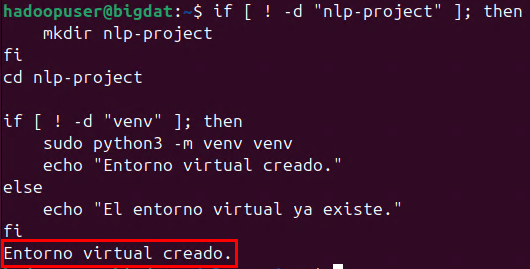 hadoopuser@bigdat:~$ if [ ! -d "nlp-project" ]; then
    mkdir nlp-project
fi
cd nlp-project

if [ ! -d "venv" ]; then
    sudo python3 -m venv venv
    echo "Entorno virtual creado."
else
    echo "El entorno virtual ya existe."
fi
Entorno virtual creado.